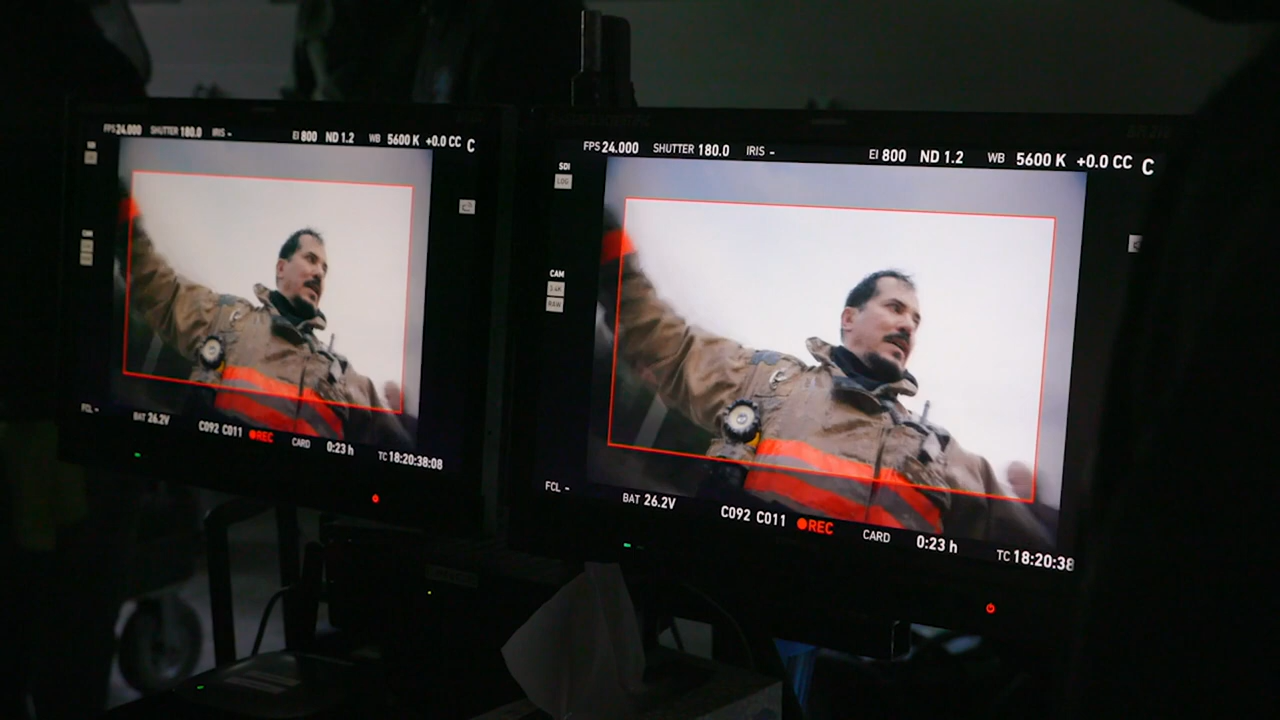 FPS 24.000 SHUTTER 180.0 IRIS - EI 800 ND 1.2 WB 5600 K +0.0 CC C
FCL -
BAT 26.2V C092 C011 REC CARD 0:23 h TC 18:20:38:08
FPS 24.000 SHUTTER 180.0 IRIS - EI 800 ND 1.2 WB 5600 K +0.0 CC C
SDI
LOG
CAM
RAW
FCL -
BAT 26.2V C092 C011 REC CARD 0:23 h TC 18:20:38